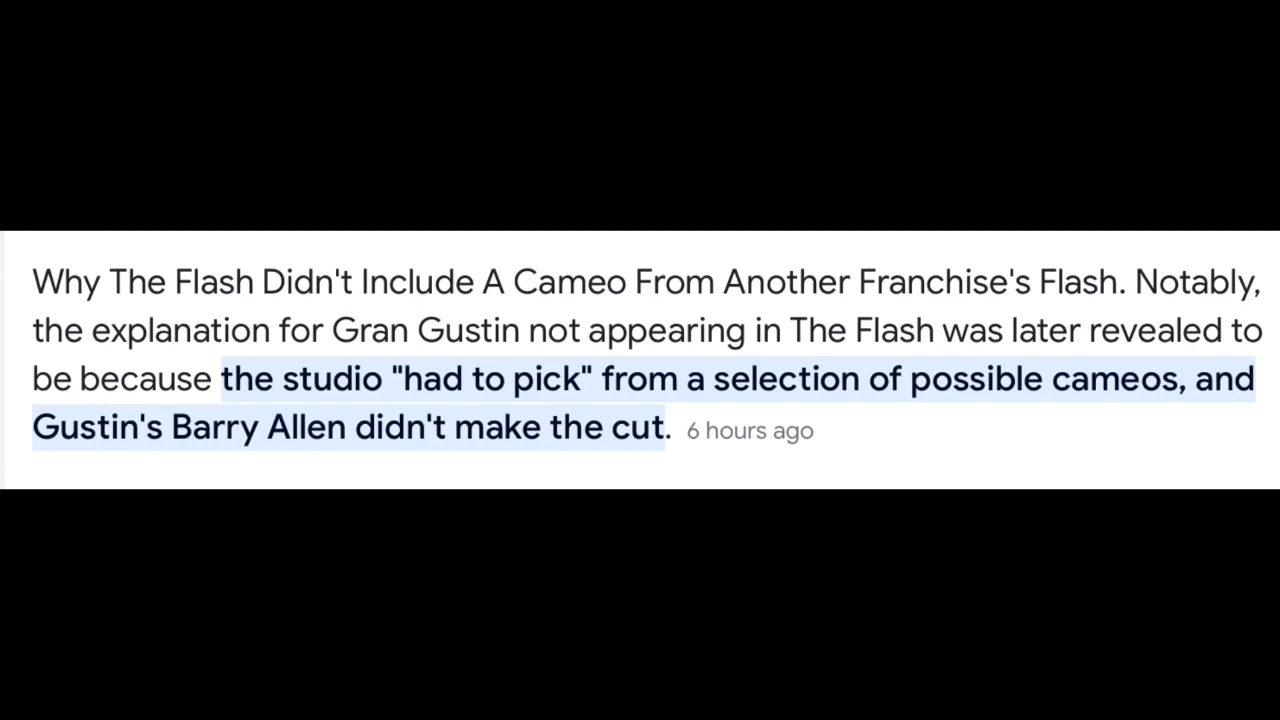 Why The Flash Didn't Include A Cameo From Another Franchise's Flash. Notably,
the explanation for Gran Gustin not appearing in The Flash was later revealed to
be because the studio "had to pick" from a selection of possible cameos, and
Gustin's Barry Allen didn't make the cut. 6 hours ago